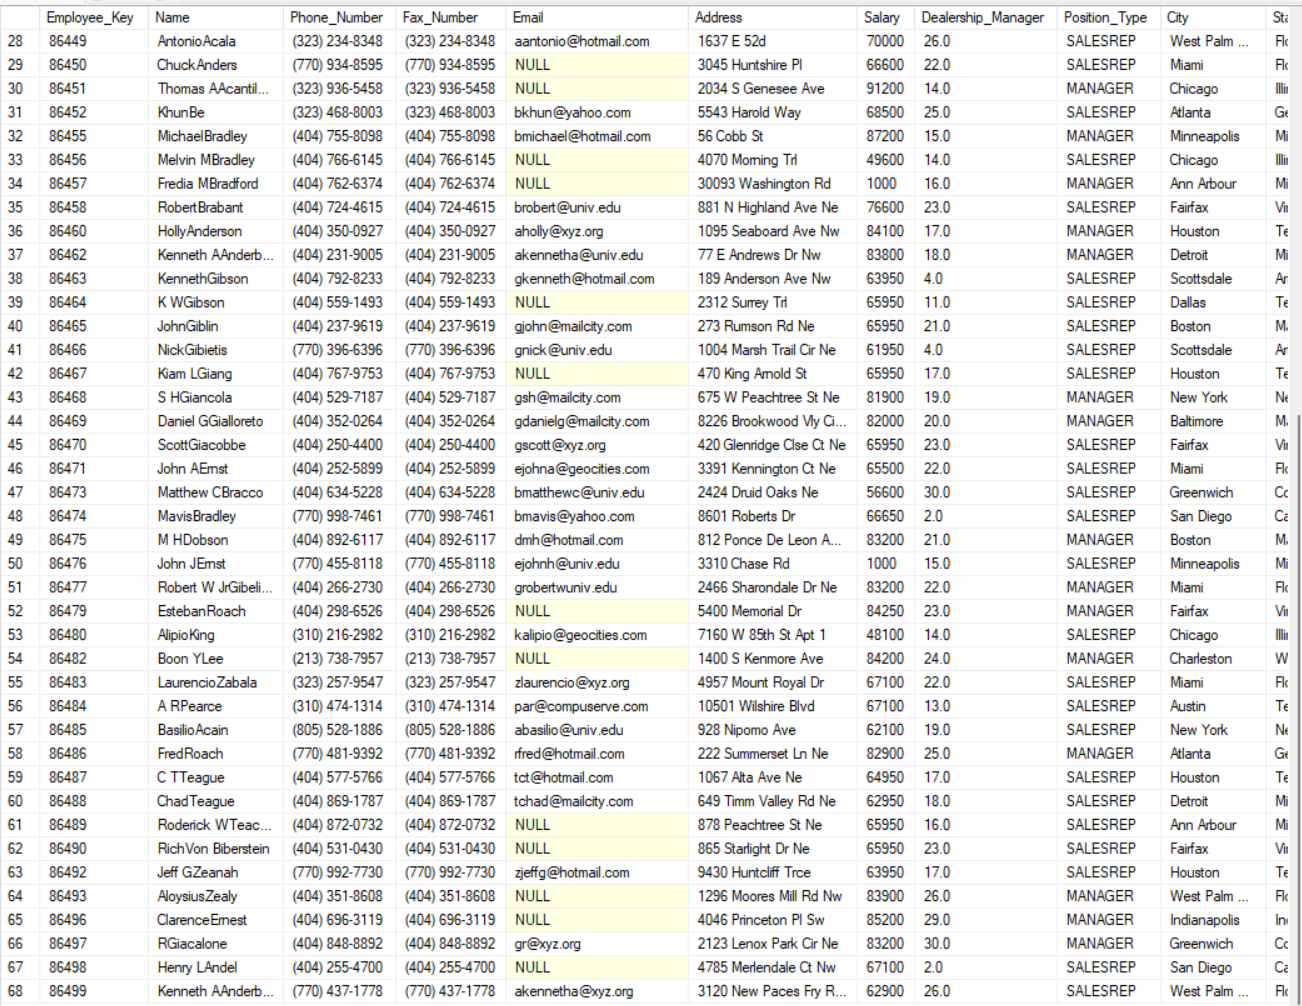 Employee_Key Name Phone_Number Fax_Number Email Address Salary Dealership_Manager Position_Type City Sta
28 86449 AntonioAcala (323) 234-8348 (323) 234-8348 aantonio@hotmail.com 1637 E 52d 70000 26.0 SALESREP West Palm ... Flo
29 86450 ChuckAnders (770) 934-8595 (770) 934-8595 NULL 3045 Huntshire Pl 66600 22.0 SALESREP Miami Flo
30 86451 Thomas AAcantil... (323) 936-5458 (323) 936-5458 NULL 2034 S Genesee Ave 91200 14.0 MANAGER Chicago Illi
31 86452 KhunBe (323) 468-8003 (323) 468-8003 bkhun@yahoo.com 5543 Harold Way 68500 25.0 SALESREP Atlanta Ge
32 86455 MichaelBradley (404) 755-8098 (404) 755-8098 bmichael@hotmail.com 56 Cobb St 87200 15.0 MANAGER Minneapolis Mi
33 86456 Melvin MBradley (404) 766-6145 (404) 766-6145 NULL 4070 Morning Trl 49600 14.0 SALESREP Chicago Illi
34 86457 Fredia MBradford (404) 762-6374 (404) 762-6374 NULL 30093 Washington Rd 1000 16.0 MANAGER Ann Arbour Mi
35 86458 RobertBrabant (404) 724-4615 (404) 724-4615 brobert@univ.edu 881 N Highland Ave Ne 76600 23.0 SALESREP Fairfax Vi
36 86460 HollyAnderson (404) 350-0927 (404) 350-0927 aholly@xyz.org 1095 Seaboard Ave Nw 84100 17.0 MANAGER Houston Te
37 86462 Kenneth AAnderb... (404) 231-9005 (404) 231-9005 akennetha@univ.edu 77 E Andrews Dr Nw 83800 18.0 MANAGER Detroit Mi
38 86463 KennethGibson (404) 792-8233 (404) 792-8233 gkenneth@hotmail.com 189 Anderson Ave Nw 63950 4.0 SALESREP Scottsdale Ar
39 86464 K WGibson (404) 559-1493 (404) 559-1493 NULL 2312 Surrey Trl 65950 11.0 SALESREP Dallas Te
40 86465 JohnGiblin (404) 237-9619 (404) 237-9619 gjohn@mailcity.com 273 Rumson Rd Ne 65950 21.0 SALESREP Boston Ma
41 86466 NickGibietis (770) 396-6396 (770) 396-6396 gnick@univ.edu 1004 Marsh Trail Cir Ne 61950 4.0 SALESREP Scottsdale Ar
42 86467 Kiam LGiang (404) 767-9753 (404) 767-9753 NULL 470 King Arnold St 65950 17.0 SALESREP Houston Te
43 86468 S HGiancola (404) 529-7187 (404) 529-7187 gsh@mailcity.com 675 W Peachtree St Ne 81900 19.0 MANAGER New York Ne
44 86469 Daniel GGialloreto (404) 352-0264 (404) 352-0264 gdanielg@mailcity.com 8226 Brookwood Vly Ci... 82000 20.0 MANAGER Baltimore Ma
45 86470 ScottGiacobbe (404) 250-4400 (404) 250-4400 gscott@xyz.org 420 Glenridge Clse Ct Ne 65950 23.0 SALESREP Fairfax Vi
46 86471 John AErnst (404) 252-5899 (404) 252-5899 ejohna@geocities.com 3391 Kennington Ct Ne 65500 22.0 SALESREP Miami Flo
47 86473 Matthew CBracco (404) 634-5228 (404) 634-5228 bmatthewc@univ.edu 2424 Druid Oaks Ne 56600 30.0 SALESREP Greenwich Co
48 86474 MavisBradley (770) 998-7461 (770) 998-7461 bmavis@yahoo.com 8601 Roberts Dr 66650 2.0 SALESREP San Diego Ca
49 86475 M HDobson (404) 892-6117 (404) 892-6117 dmh@hotmail.com 812 Ponce De Leon A... 83200 21.0 MANAGER Boston Ma
50 86476 John JErnst (770) 455-8118 (770) 455-8118 ejohnh@univ.edu 3310 Chase Rd 1000 15.0 SALESREP Minneapolis Mi
51 86477 Robert W JrGibeli... (404) 266-2730 (404) 266-2730 grobertwuniv.edu 2466 Sharondale Dr Ne 83200 22.0 MANAGER Miami Flo
52 86479 EstebanRoach (404) 298-6526 (404) 298-6526 NULL 5400 Memorial Dr 84250 23.0 MANAGER Fairfax Vi
53 86480 AlipioKing (310) 216-2982 (310) 216-2982 kalipio@geocities.com 7160 W 85th St Apt 1 48100 14.0 SALESREP Chicago Illi
54 86482 Boon YLee (213) 738-7957 (213) 738-7957 NULL 1400 S Kenmore Ave 84200 24.0 MANAGER Charleston W
55 86483 LaurencioZabala (323) 257-9547 (323) 257-9547 zlaurencio@xyz.org 4957 Mount Royal Dr 67100 22.0 SALESREP Miami Flo
56 86484 A RPearce (310) 474-1314 (310) 474-1314 par@compuserve.com 10501 Wilshire Blvd 67100 13.0 SALESREP Austin Te
57 86485 BasilioAcain (805) 528-1886 (805) 528-1886 abasilio@univ.edu 928 Nipomo Ave 62100 19.0 SALESREP New York Ne
58 86486 FredRoach (770) 481-9392 (770) 481-9392 rfred@hotmail.com 222 Summerset Ln Ne 82900 25.0 MANAGER Atlanta Ge
59 86487 C TTeague (404) 577-5766 (404) 577-5766 tct@hotmail.com 1067 Alta Ave Ne 64950 17.0 SALESREP Houston Te
60 86488 ChadTeague (404) 869-1787 (404) 869-1787 tchad@mailcity.com 649 Timm Valley Rd Ne 62950 18.0 SALESREP Detroit Mi
61 86489 Roderick WTeac... (404) 872-0732 (404) 872-0732 NULL 878 Peachtree St Ne 65950 16.0 SALESREP Ann Arbour Mi
62 86490 RichVon Biberstein (404) 531-0430 (404) 531-0430 NULL 865 Starlight Dr Ne 65950 23.0 SALESREP Fairfax Vi
63 86492 Jeff GZeanah (770) 992-7730 (770) 992-7730 zjeffg@hotmail.com 9430 Huntcliff Trce 63950 17.0 SALESREP Houston Te
64 86493 AloysiusZealy (404) 351-8608 (404) 351-8608 NULL 1296 Moores Mill Rd Nw 83900 26.0 MANAGER West Palm ... Flo
65 86496 ClarenceErnest (404) 696-3119 (404) 696-3119 NULL 4046 Princeton Pl Sw 85200 29.0 MANAGER Indianapolis In
66 86497 RGiacalone (404) 848-8892 (404) 848-8892 gr@xyz.org 2123 Lenox Park Cir Ne 83200 30.0 MANAGER Greenwich Co
67 86498 Henry LAndel (404) 255-4700 (404) 255-4700 NULL 4785 Merlendale Ct Nw 67100 2.0 SALESREP San Diego Ca
68 86499 Kenneth AAnderb... (770) 437-1778 (770) 437-1778 akennetha@xyz.org 3120 New Paces Fry R... 62900 26.0 SALESREP West Palm ... Flo